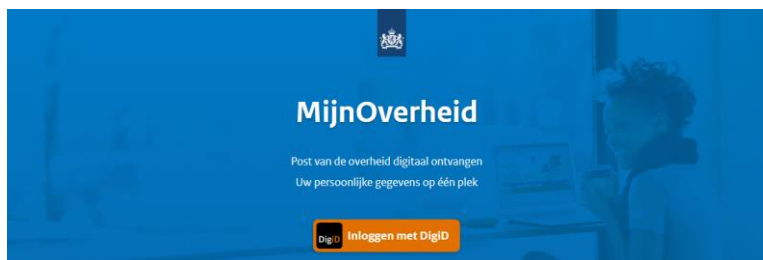 MijnOverheid
Post van de overheid digitaal ontvangen
Uw persoonlijke gegevens op één plek
DigiD Inloggen met DigiD